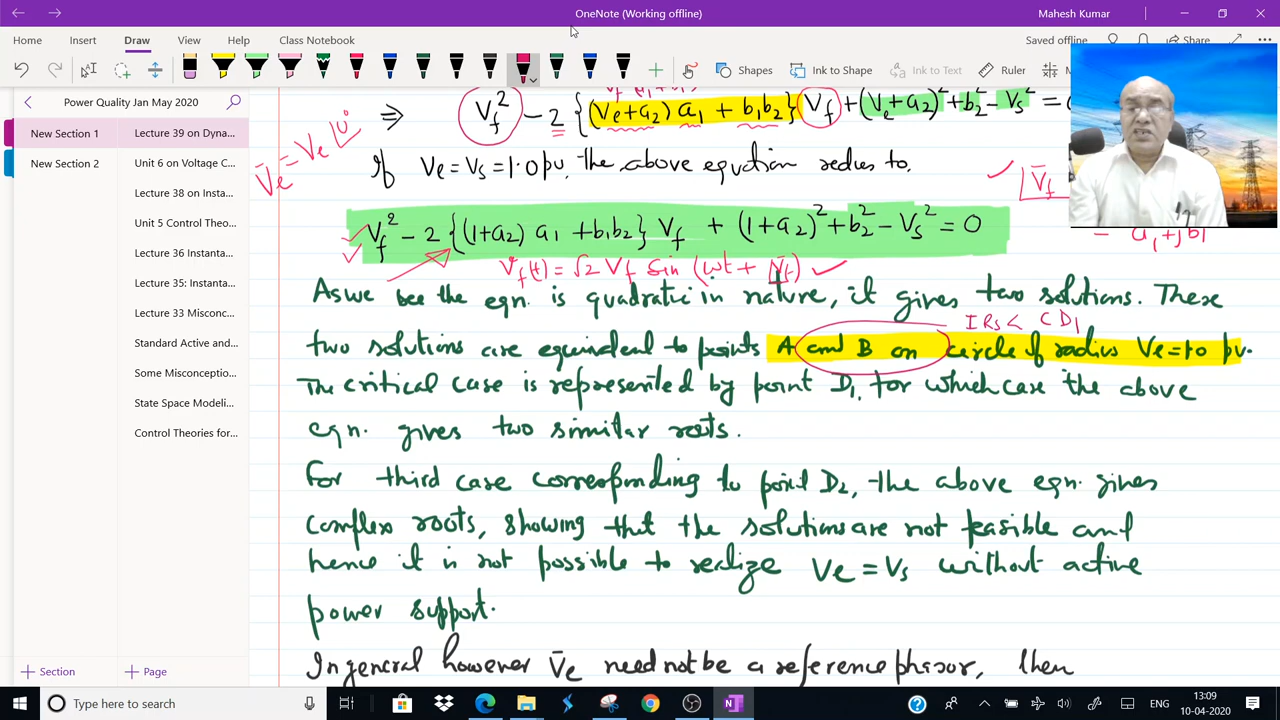 OneNote (Working offline)
Mahesh Kumar
Home Insert Draw View Help Class Notebook
Saved offline
Share
Shapes Ink to Shape Ink to Text Ruler
Power Quality Jan May 2020
New Section 1
New Section 2
Lecture 39 on Dyna...
Unit 6 on Voltage C...
Lecture 38 on Insta...
Unit 5 Control Theo...
Lecture 36 Instanta...
Lecture 35: Instanta...
Lecture 33 Misconc...
Standard Active and...
Some Misconceptio...
State Space Modeli...
Control Theories for...
⇒ Vf² - 2 {(Ve+a2) a1 + b1b2} Vf + (Ve+a2)² + b2² - Vs² =
V̄e = Ve ∠0°
If Ve = Vs = 1.0 pu, the above equation redues to.
V̄f
Vf² - 2 {(1+a2) a1 + b1b2} Vf + (1+a2)² + b2² - Vs² = 0
a1 + jb1
vf(t) = √2 Vf sin (ωt + ∠V̄f)
As we see the eqn. is quadratic in nature, it gives two solutions. These
IRs < CD1
two solutions are equivalent to points A and B on circle of radius Ve = 1.0 pu.
The critical case is represented by point D1, for which case the above
eqn. gives two similar roots.
For third case corresponding to point D2, the above eqn. gives
complex roots, showing that the solutions are not feasible and
hence it is not possible to realize Ve = Vs without active
power support.
In general however V̄e need not be a reference phasor, then
+ Section
+ Page
Type here to search
ENG
13:09
10-04-2020